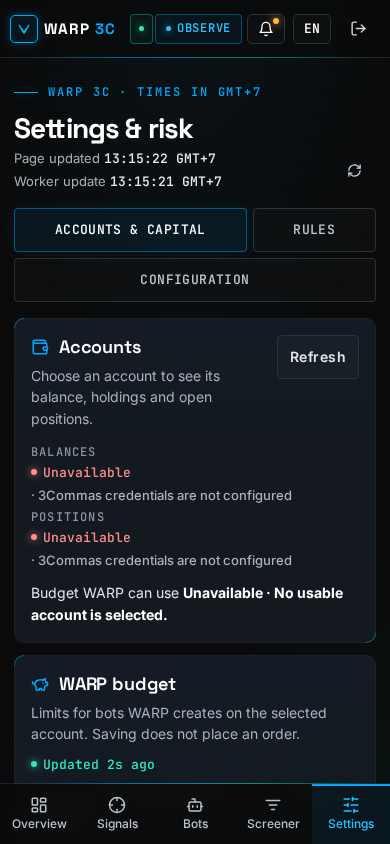 WARP 3C
OBSERVE
EN
WARP 3C · TIMES IN GMT+7
Settings & risk
Page updated 13:15:22 GMT+7
Worker update 13:15:21 GMT+7
ACCOUNTS & CAPITAL
RULES
CONFIGURATION
Accounts
Refresh
Choose an account to see its
balance, holdings and open
positions.
BALANCES
Unavailable
· 3Commas credentials are not configured
POSITIONS
Unavailable
· 3Commas credentials are not configured
Budget WARP can use Unavailable · No usable
account is selected.
WARP budget
Limits for bots WARP creates on the selected
account. Saving does not place an order.
Updated 2s ago
Overview
Signals
Bots
Screener
Settings